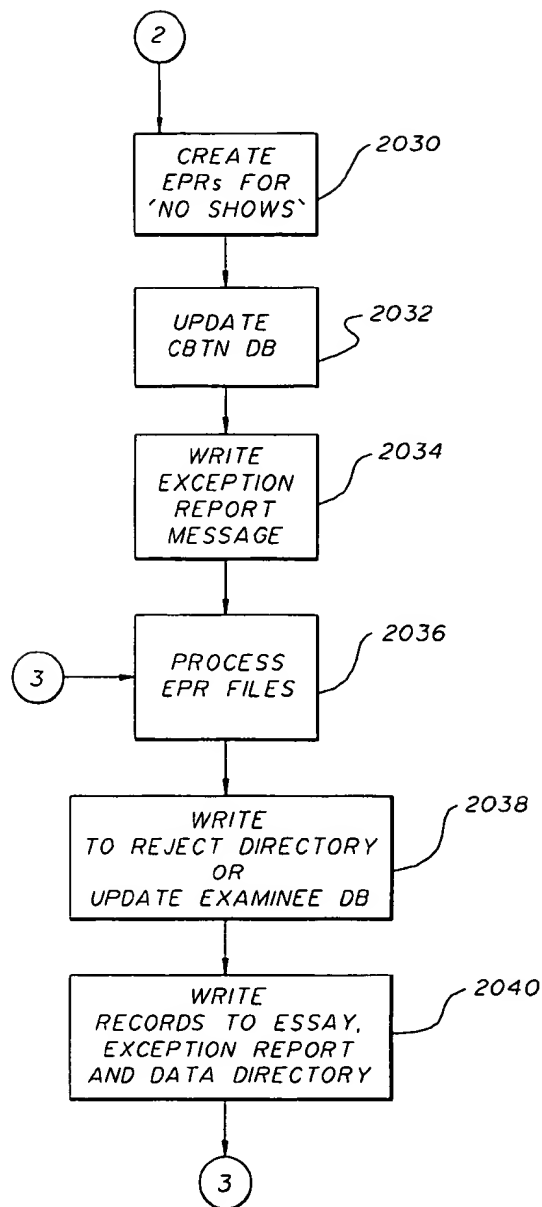 2
CREATE
EPRs FOR
'NO SHOWS`
2030
UPDATE
CBTN DB
2032
WRITE
EXCEPTION
REPORT
MESSAGE
2034
3
PROCESS
EPR FILES
2036
WRITE
TO REJECT DIRECTORY
OR
UPDATE EXAMINEE DB
2038
WRITE
RECORDS TO ESSAY,
EXCEPTION REPORT
AND DATA DIRECTORY
2040
3